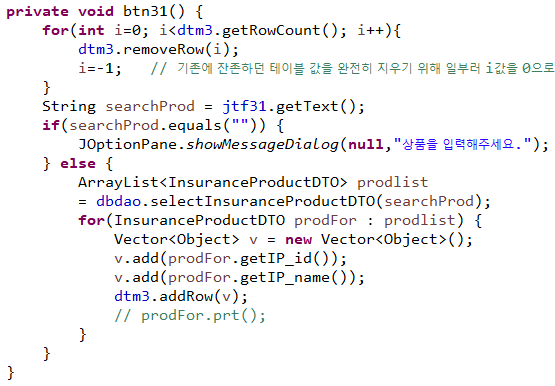 private void btn31() {
for(int i=0; i<dtm3.getRowCount(); i++){
dtm3.removeRow(i);
i=-1; // 기존에 잔존하던 테이블 값을 완전히 지우기 위해 일부러 i값을 0으로
}
String searchProd = jtf31.getText();
if(searchProd.equals("")) {
JOptionPane.showMessageDialog(null,"상품을 입력해주세요.");
} else {
ArrayList<InsuranceProductDTO> prodlist
= dbdao.selectInsuranceProductDTO(searchProd);
for(InsuranceProductDTO prodFor : prodlist) {
Vector<Object> v = new Vector<Object>();
v.add(prodFor.getIP_id());
v.add(prodFor.getIP_name());
dtm3.addRow(v);
// prodFor.prt();
}
}
}